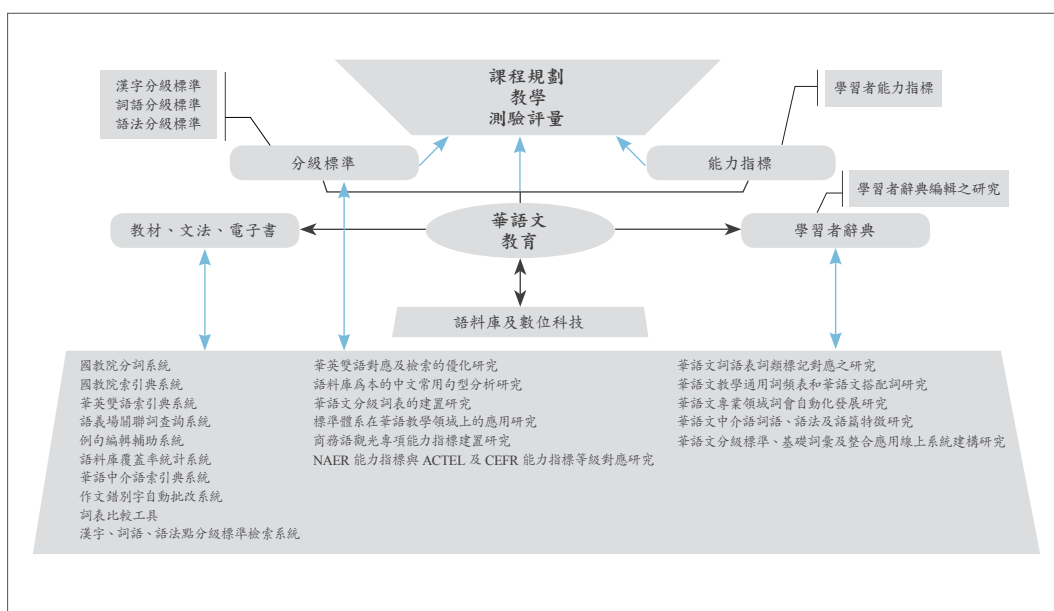 課程規劃
教學
測驗評量
漢字分級標準
詞語分級標準
語法分級標準
學習者能力指標
分級標準
能力指標
學習者辭典編輯之研究
教材、文法、電子書
華語文
教育
學習者辭典
語料庫及數位科技
國教院分詞系統
國教院索引典系統
華英雙語索引典系統
語義場關聯詞查詢系統
例句編輯輔助系統
語料庫覆蓋率統計系統
華語中介語索引典系統
作文錯別字自動批改系統
詞表比較工具
漢字、詞語、語法點分級標準檢索系統
華英雙語對應及檢索的優化研究
語料庫為本的中文常用句型分析研究
華語文分級詞表的建置研究
標準體系在華語教學領域上的應用研究
商務語觀光專項能力指標建置研究
NAER 能力指標與 ACTEL 及 CEFR 能力指標等級對應研究
華語文詞語表詞類標記對應之研究
華語文教學通用詞頻表和華語文搭配詞研究
華語文專業領域詞會自動化發展研究
華語文中介語詞語、語法及語篇特徵研究
華語文分級標準、基礎詞彙及整合應用線上系統建構研究